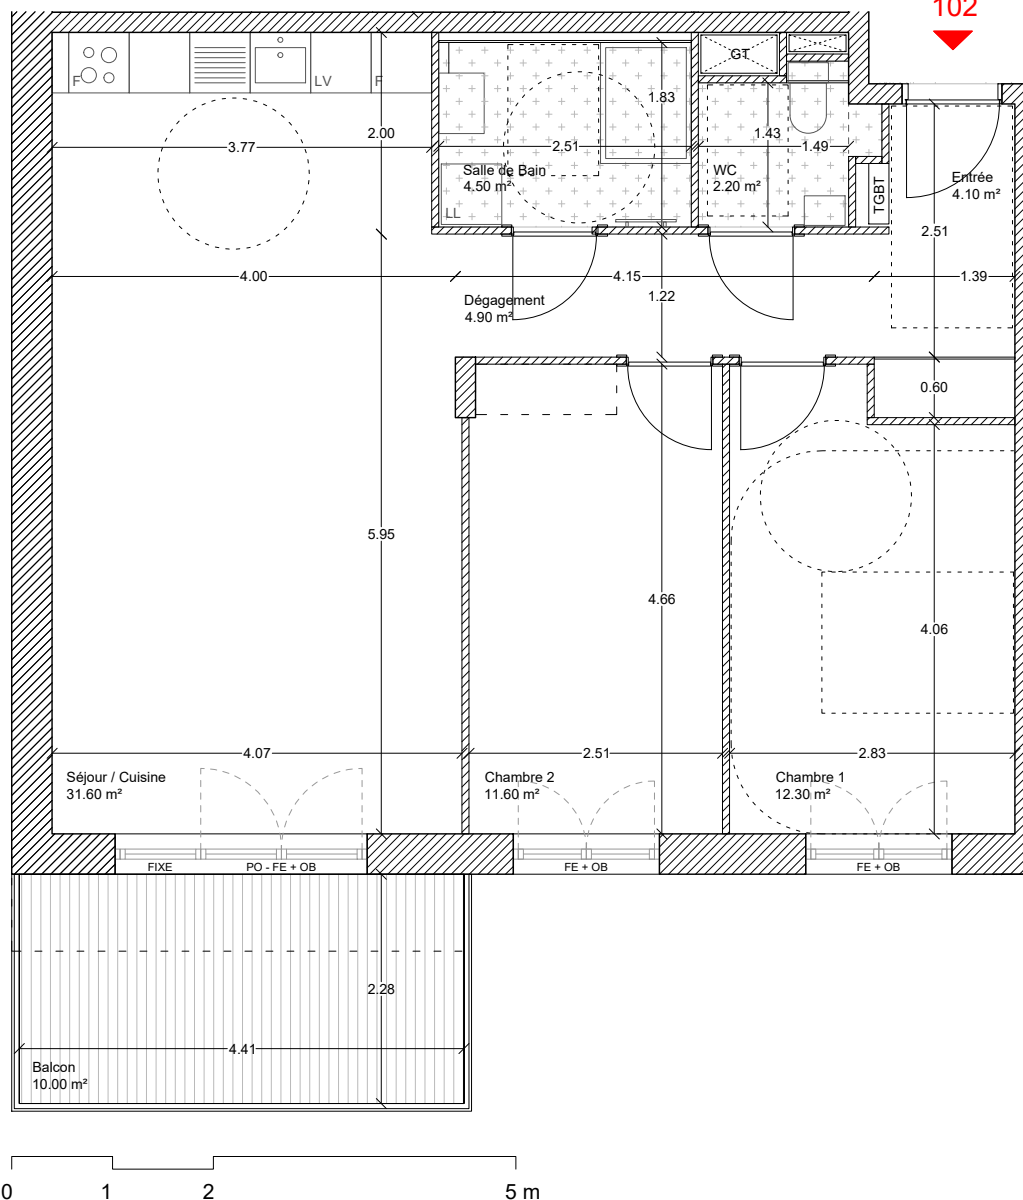 102
F
LV
F
GT
1.83
2.00
1.43
3.77
2.51
1.49
Salle de Bain
4.50 m²
WC
2.20 m²
TGBT
Entrée
4.10 m²
LL
2.51
4.00
4.15
1.39
1.22
Dégagement
4.90 m²
0.60
5.95
4.66
4.06
4.07
2.51
2.83
Séjour / Cuisine
31.60 m²
Chambre 2
11.60 m²
Chambre 1
12.30 m²
FIXE
PO - FE + OB
FE + OB
FE + OB
2.28
4.41
Balcon
10.00 m²
0
1
2
5 m